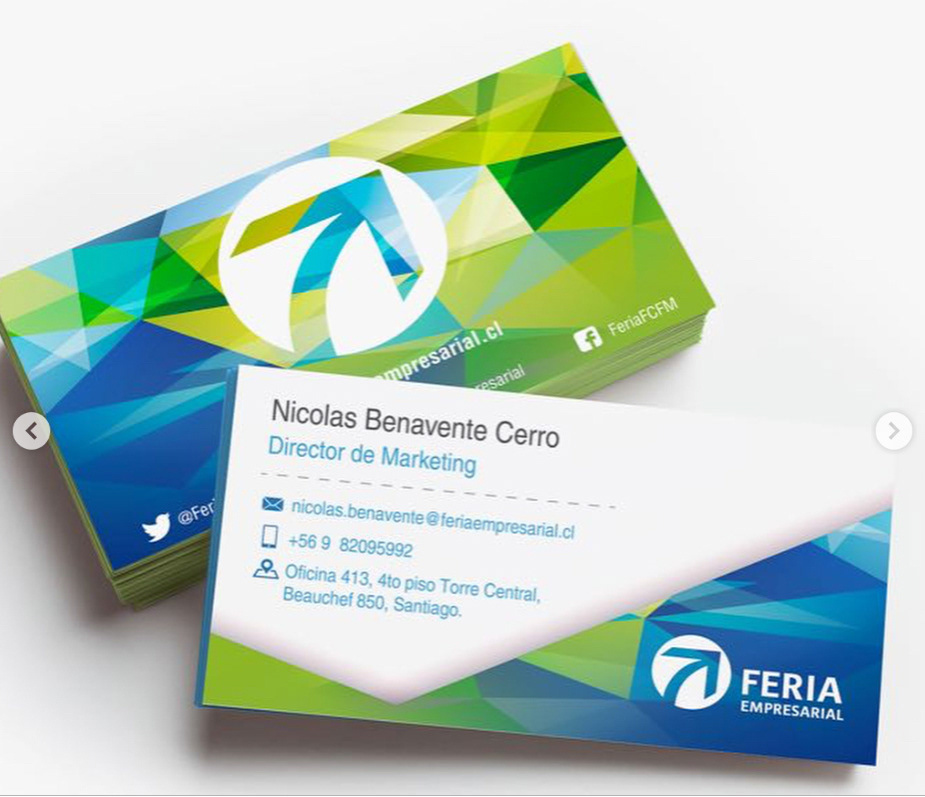 empresarial.cl
FeriaFCFM
Nicolas Benavente Cerro
Director de Marketing
nicolas.benavente@feriaempresarial.cl
+56 9 82095992
Oficina 413, 4to piso Torre Central,
Beauchef 850, Santiago.
FERIA
EMPRESARIAL